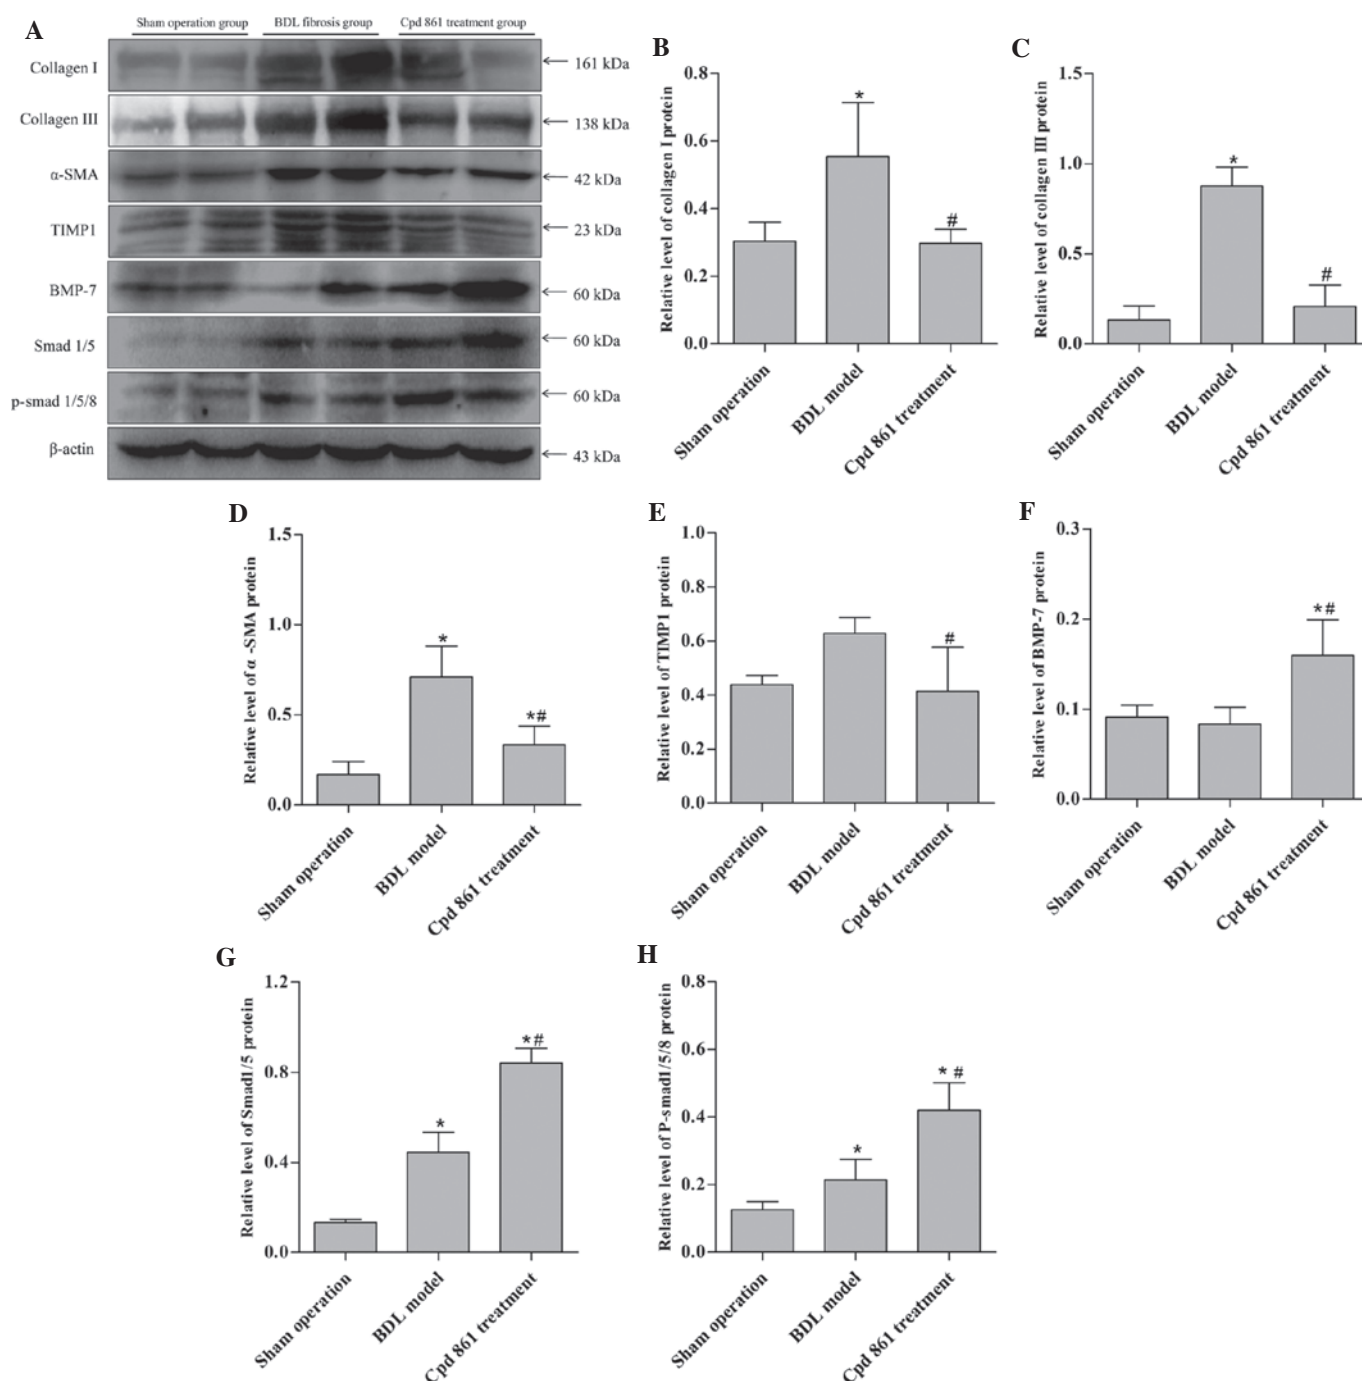 A
Sham operation group BDL fibrosis group Cpd 861 treatment group
Collagen I 161 kDa
Collagen III 138 kDa
α-SMA 42 kDa
TIMP1 23 kDa
BMP-7 60 kDa
Smad 1/5 60 kDa
p-smad 1/5/8 60 kDa
β-actin 43 kDa
B
Relative level of collagen I protein
0.8
0.6
0.4
0.2
0.0
*
#
Sham operation
BDL model
Cpd 861 treatment
C
Relative level of collagen III protein
1.5
1.0
0.5
0.0
*
#
Sham operation
BDL model
Cpd 861 treatment
D
Relative level of α -SMA protein
1.5
1.0
0.5
0.0
*
*#
Sham operation
BDL model
Cpd 861 treatment
E
Relative level of TIMP1 protein
1.0
0.8
0.6
0.4
0.2
0.0
#
Sham operation
BDL model
Cpd 861 treatment
F
Relative level of BMP-7 protein
0.3
0.2
0.1
0.0
*#
Sham operation
BDL model
Cpd 861 treatment
G
Relative level of Smad1/5 protein
1.2
0.8
0.4
0.0
*
*#
Sham operation
BDL model
Cpd 861 treatment
H
Relative level of P-smad1/5/8 protein
0.8
0.6
0.4
0.2
0.0
*
* #
Sham operation
BDL model
Cpd 861 treatment